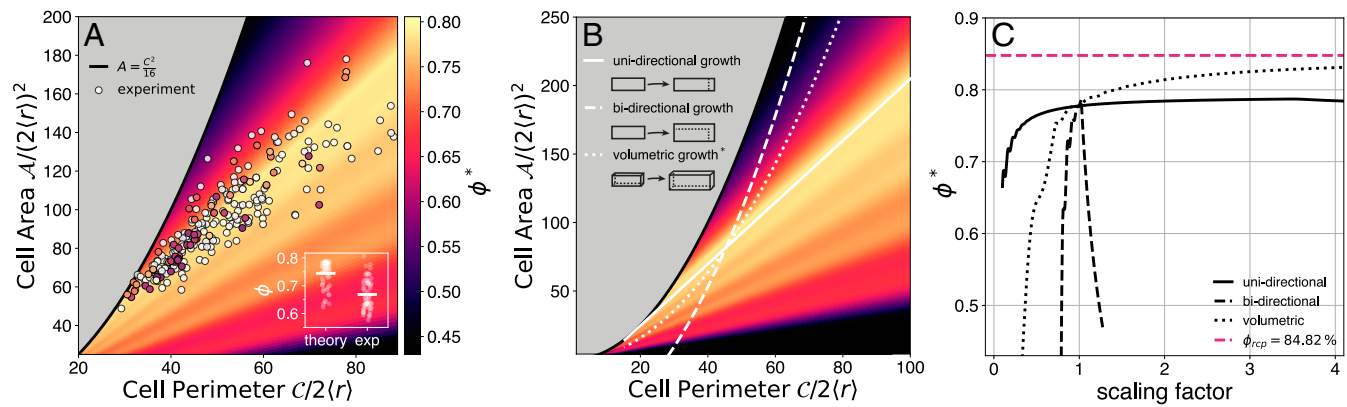 A
A = C²/16
experiment
200
180
160
140
120
100
80
60
40
Cell Area 𝒜/(2⟨r⟩)²
20
40
60
80
Cell Perimeter 𝒞/2⟨r⟩
0.8
0.7
0.6
ϕ
theory exp
0.80
0.75
0.70
0.65
0.60
0.55
0.50
0.45
ϕ*
B
uni-directional growth
bi-directional growth
volumetric growth*
250
200
150
100
50
Cell Area 𝒜/(2⟨r⟩)²
20
40
60
80
100
Cell Perimeter 𝒞/2⟨r⟩
C
0.9
0.8
0.7
0.6
0.5
ϕ*
0
1
2
3
4
scaling factor
uni-directional
bi-directional
volumetric
ϕrcp = 84.82 %